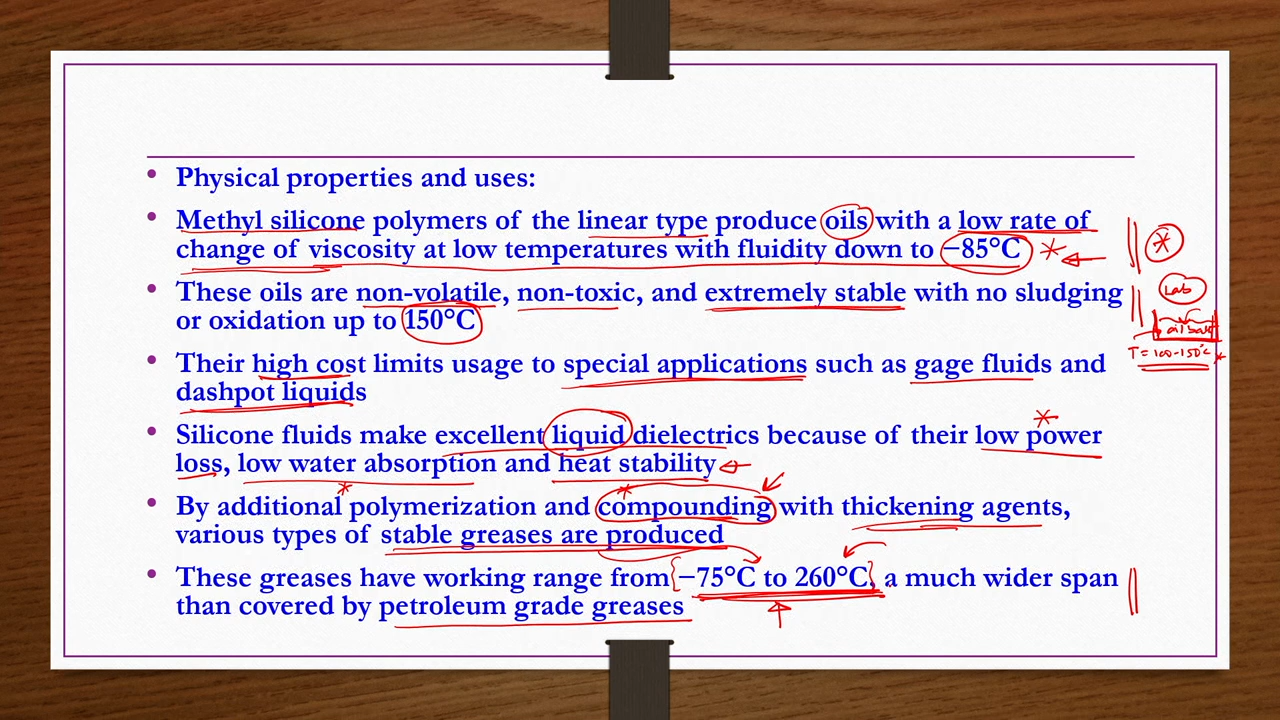 • Physical properties and uses:
• Methyl silicone polymers of the linear type produce oils with a low rate of
change of viscosity at low temperatures with fluidity down to −85°C
• These oils are non-volatile, non-toxic, and extremely stable with no sludging
or oxidation up to 150°C
Lab
oil bath
T = 100-150°C
• Their high cost limits usage to special applications such as gage fluids and
dashpot liquids
• Silicone fluids make excellent liquid dielectrics because of their low power
loss, low water absorption and heat stability
• By additional polymerization and compounding with thickening agents,
various types of stable greases are produced
• These greases have working range from −75°C to 260°C, a much wider span
than covered by petroleum grade greases